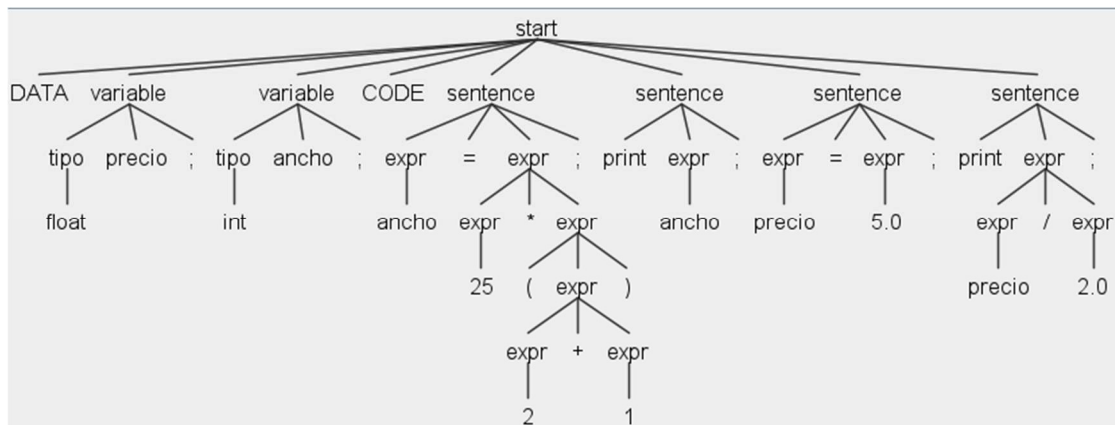 start
DATA variable variable CODE sentence sentence sentence sentence
tipo precio ; tipo ancho ; expr = expr ; print expr ; expr = expr ; print expr ;
float int ancho expr * expr ancho precio 5.0 expr / expr
25 ( expr ) precio 2.0
expr + expr
2 1